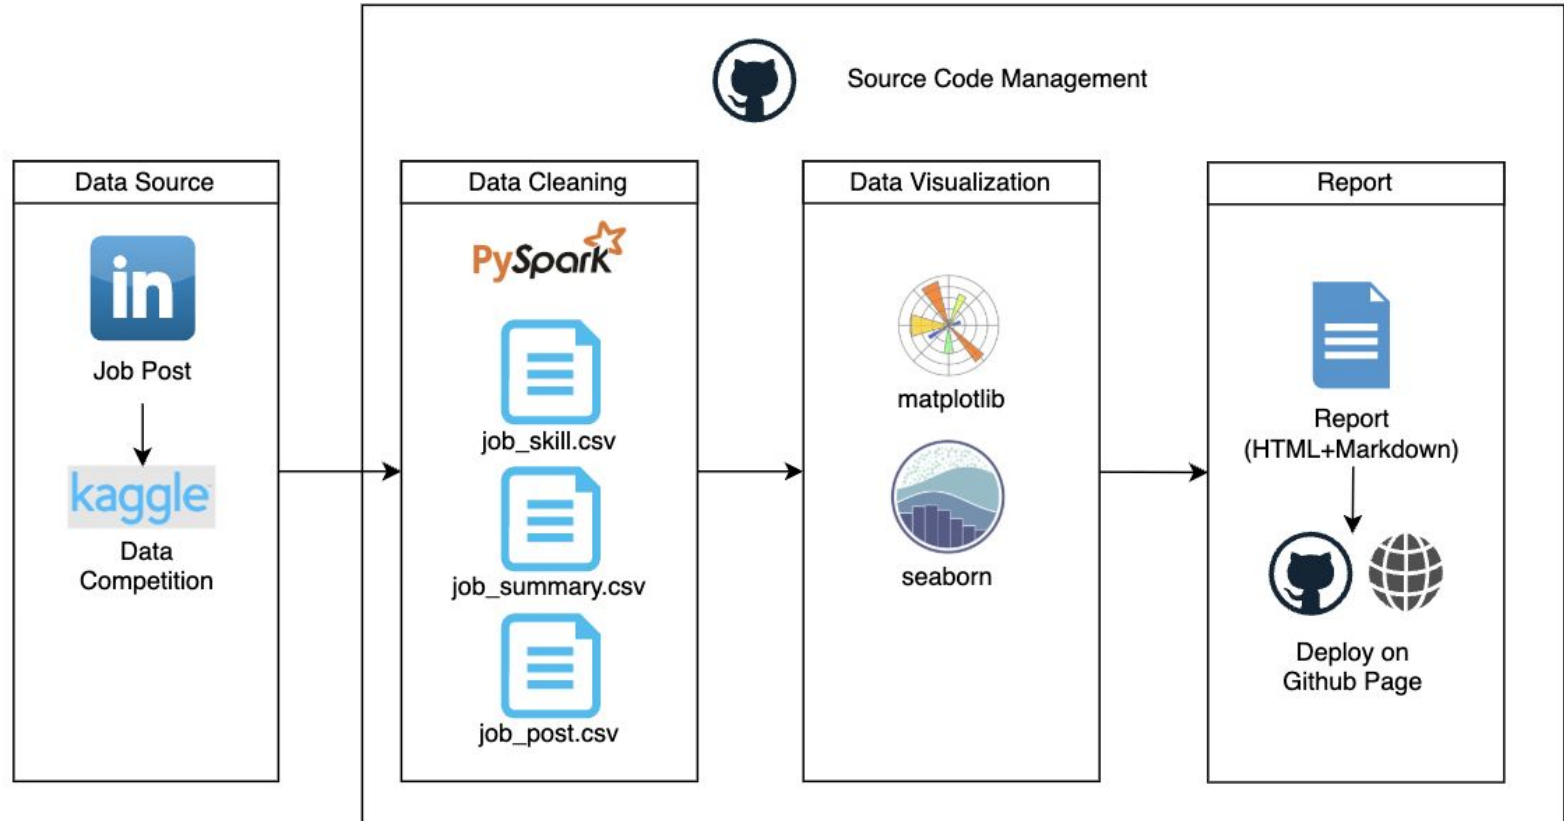 Source Code Management
Data Source
in
Job Post
kaggle
Data
Competition
Data Cleaning
PySpark
job_skill.csv
job_summary.csv
job_post.csv
Data Visualization
matplotlib
seaborn
Report
Report
(HTML+Markdown)
Deploy on
Github Page